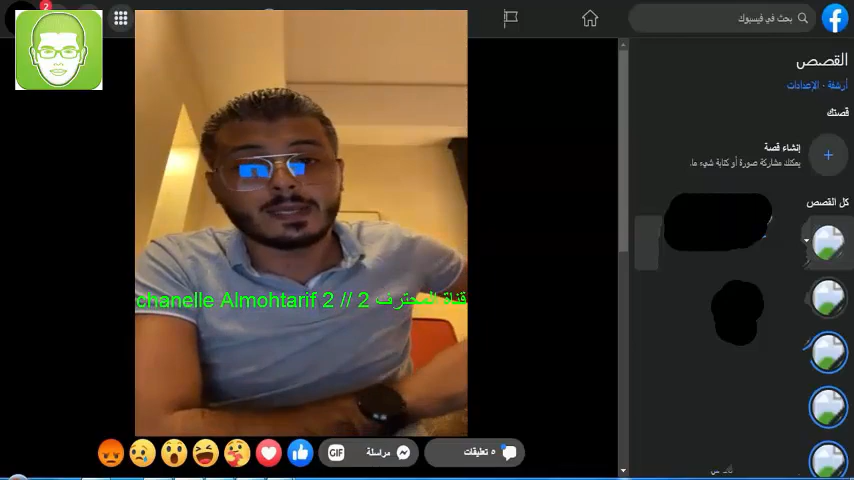 2
بحث في فيسبوك
القصص
أرشفة · الإعدادات
قصتك
إنشاء قصة
يمكنك مشاركة صورة أو كتابة شيء ما.
كل القصص
chanelle Almohtarif 2 // 2 قناة المحترف
GIF
مراسلة
٥ تعليقات